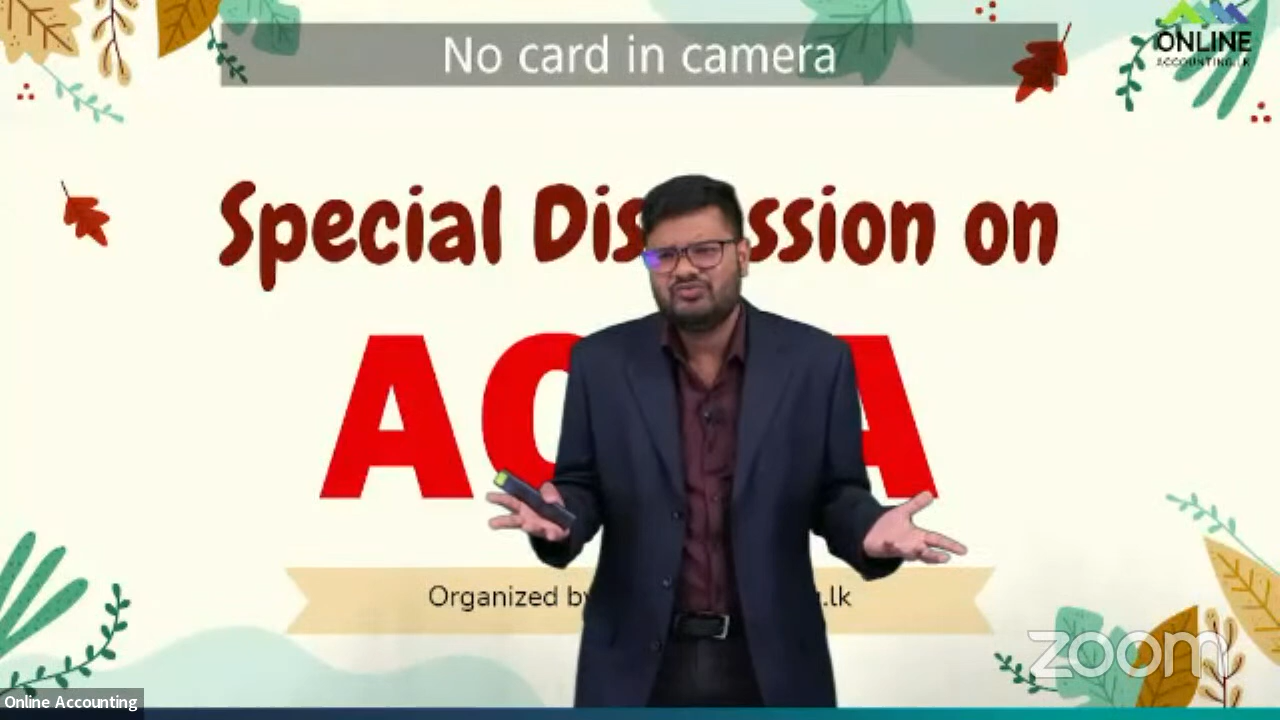 No card in camera
ONLINE
ACCOUNTING.LK
Special Dis ssion on
AC A
Organized by g.lk
zoom
Online Accounting